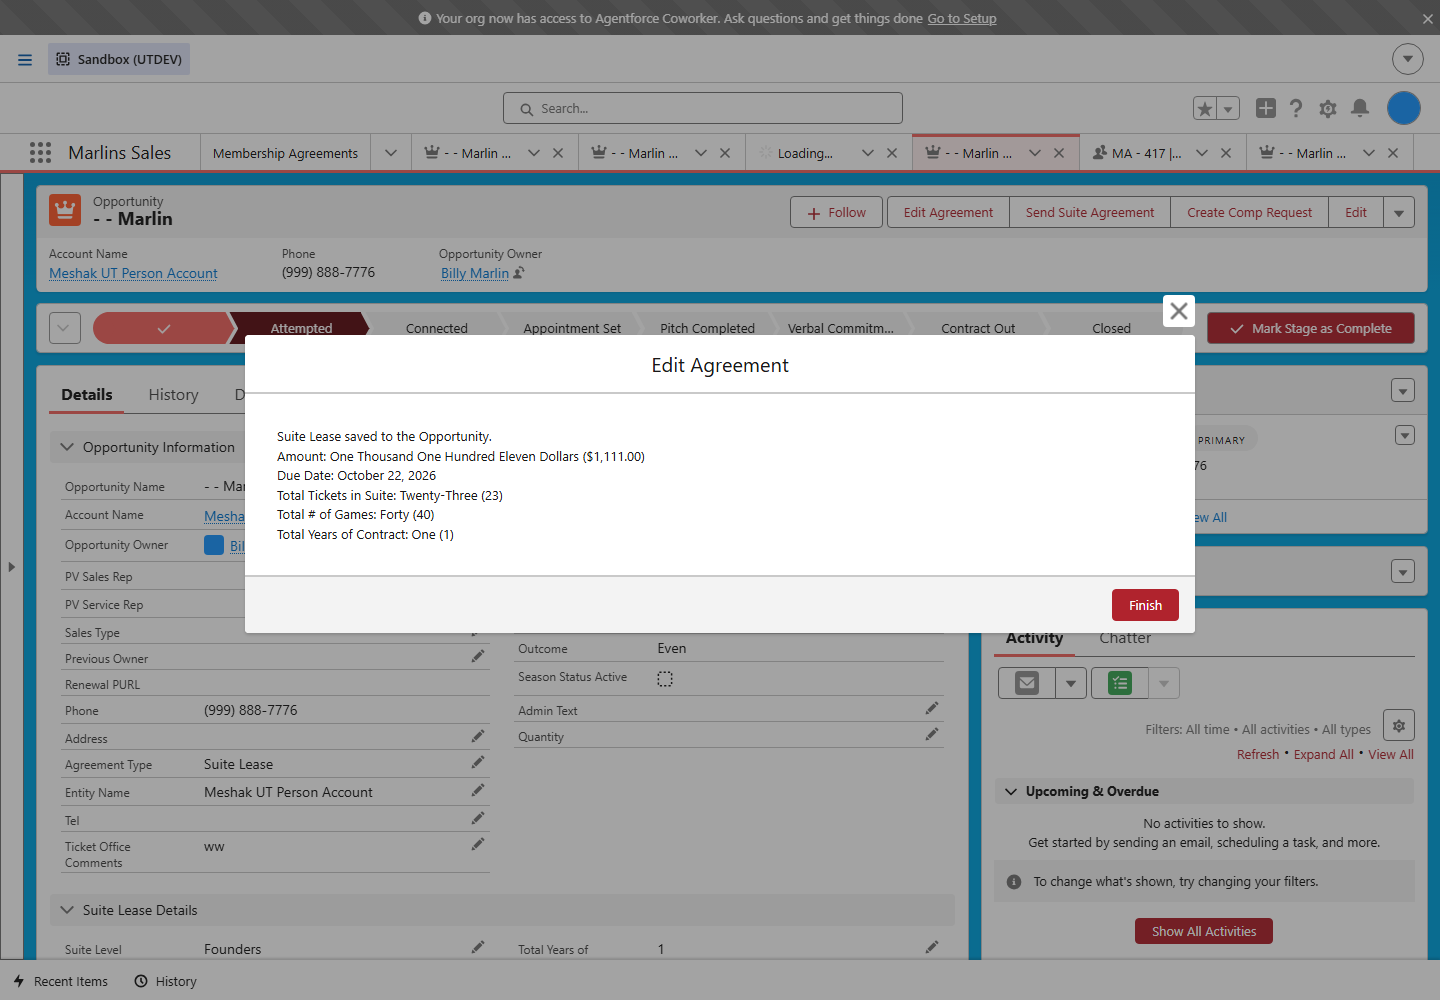 Your org now has access to Agentforce Coworker. Ask questions and get things done Go to Setup
Sandbox (UTDEV)
Search...
Marlins Sales
Membership Agreements
- - Marlin ...
- - Marlin ...
Loading...
- - Marlin ...
MA - 417 |...
- - Marlin ...
Opportunity
- - Marlin
Follow
Edit Agreement
Send Suite Agreement
Create Comp Request
Edit
Account Name
Meshak UT Person Account
Phone
(999) 888-7776
Opportunity Owner
Billy Marlin
Attempted
Connected
Appointment Set
Pitch Completed
Verbal Commitm...
Contract Out
Closed
Mark Stage as Complete
Edit Agreement
Suite Lease saved to the Opportunity.
Amount: One Thousand One Hundred Eleven Dollars ($1,111.00)
Due Date: October 22, 2026
Total Tickets in Suite: Twenty-Three (23)
Total # of Games: Forty (40)
Total Years of Contract: One (1)
Finish
Details
History
D
Opportunity Information
Opportunity Name
- - Mar
Account Name
Mesha
Opportunity Owner
Bil
PV Sales Rep
PV Service Rep
Sales Type
Previous Owner
Renewal PURL
Phone
(999) 888-7776
Address
Agreement Type
Suite Lease
Entity Name
Meshak UT Person Account
Tel
Ticket Office Comments
ww
Outcome
Even
Season Status Active
Admin Text
Quantity
Suite Lease Details
Suite Level
Founders
Total Years of
1
PRIMARY
76
ew All
Activity
Chatter
Filters: All time • All activities • All types
Refresh • Expand All • View All
Upcoming & Overdue
No activities to show.
Get started by sending an email, scheduling a task, and more.
To change what's shown, try changing your filters.
Show All Activities
Recent Items
History